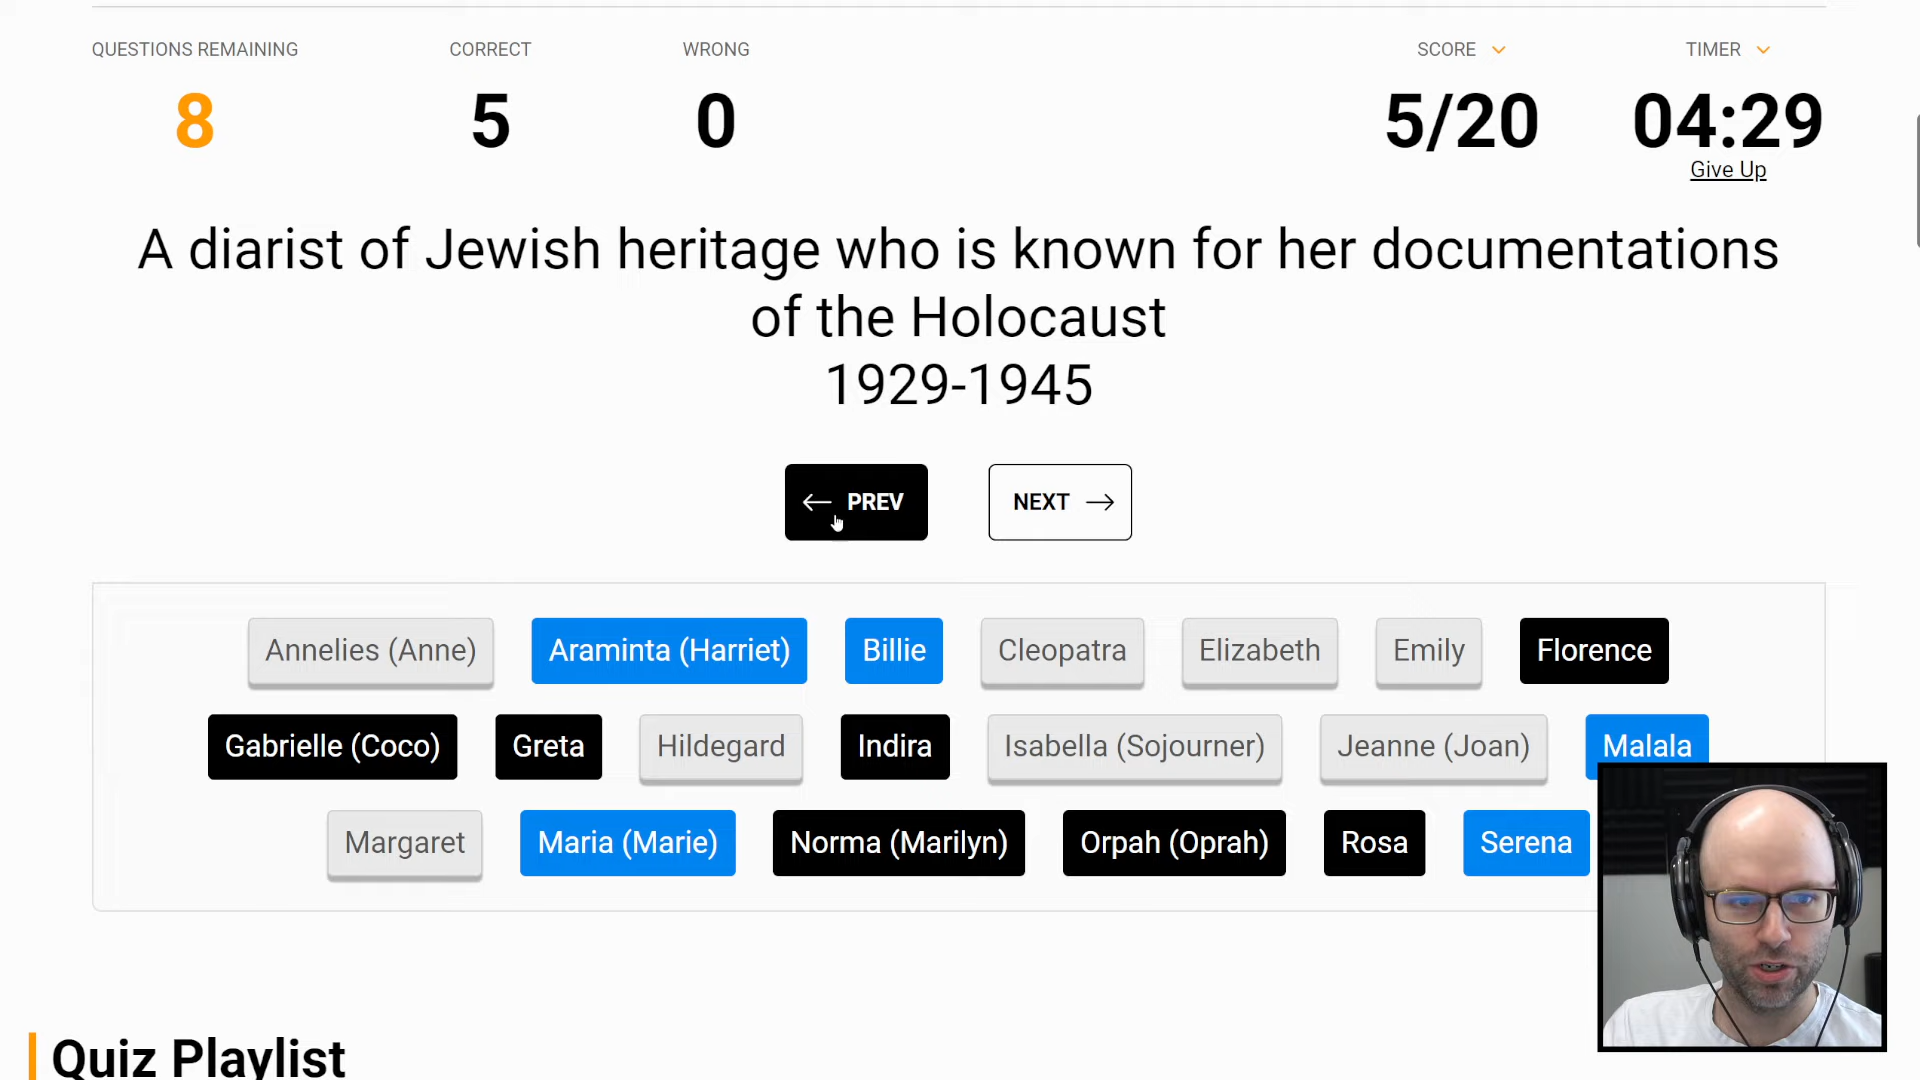 QUESTIONS REMAINING CORRECT WRONG SCORE TIMER
8 5 0 5/20 04:29
Give Up
A diarist of Jewish heritage who is known for her documentations
of the Holocaust
1929-1945
PREV NEXT
Annelies (Anne) Araminta (Harriet) Billie Cleopatra Elizabeth Emily Florence
Gabrielle (Coco) Greta Hildegard Indira Isabella (Sojourner) Jeanne (Joan) Malala
Margaret Maria (Marie) Norma (Marilyn) Orpah (Oprah) Rosa Serena
Quiz Playlist